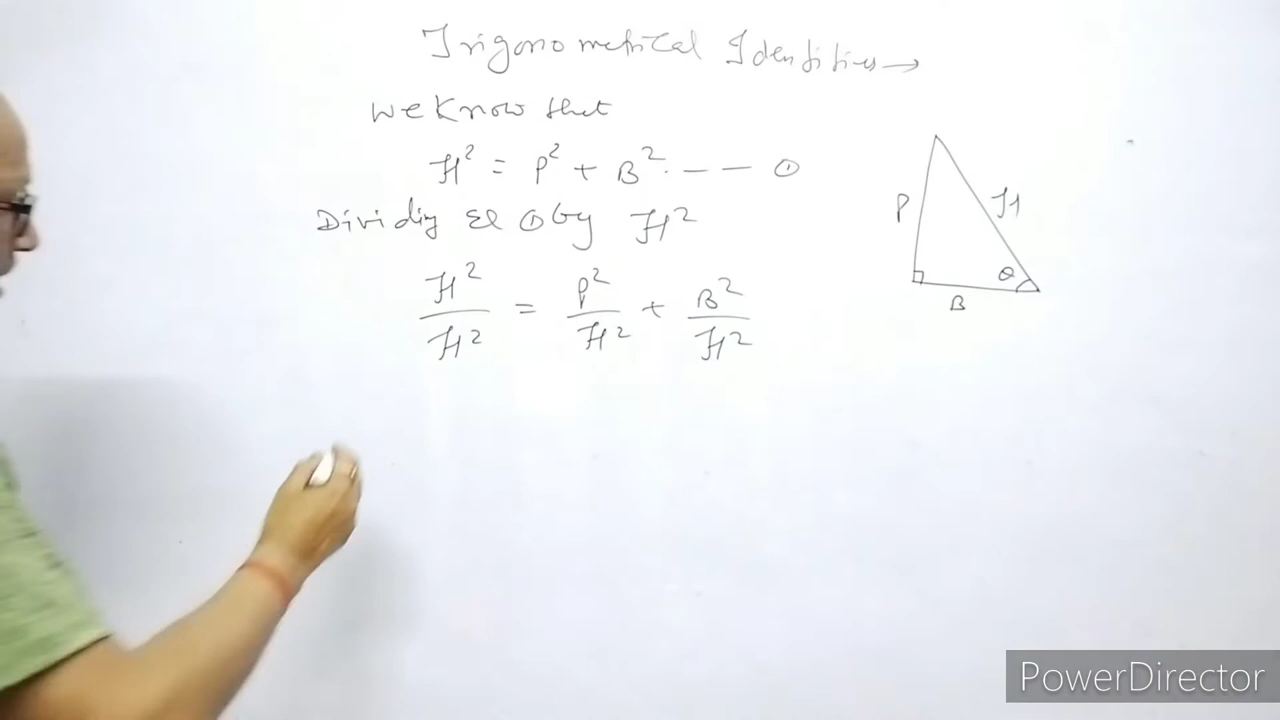 Trigonometrical Identities →
We Know that
H² = P² + B² - - - ①
Dividing Eq ① by H²
H²/H² = P²/H² + B²/H²
P
H
θ
B
PowerDirector